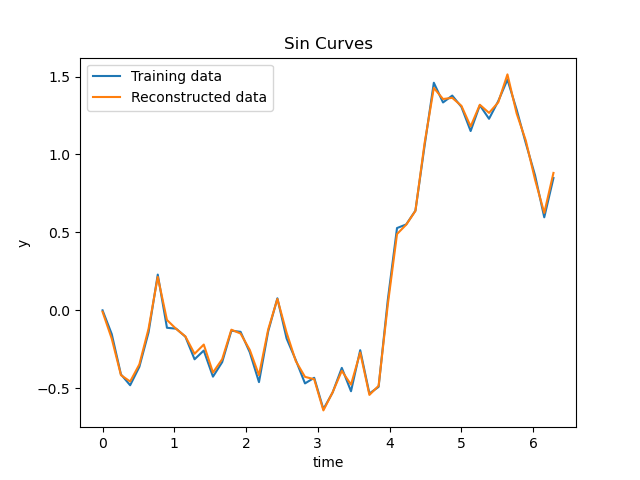 Sin Curves
Training data
Reconstructed data
1.5
1.0
0.5
0.0
−0.5
y
0 1 2 3 4 5 6
time